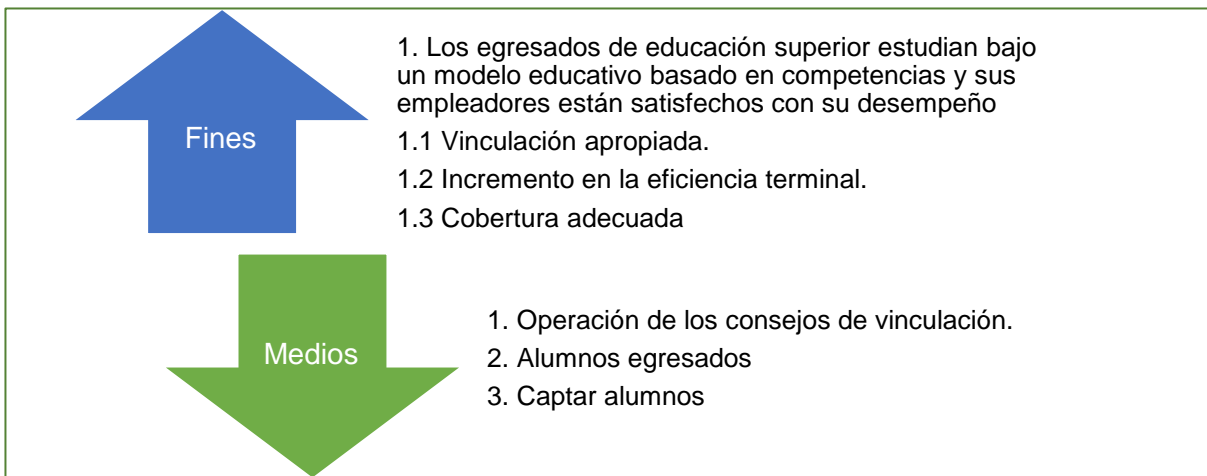 Fines
1. Los egresados de educación superior estudian bajo
un modelo educativo basado en competencias y sus
empleadores están satisfechos con su desempeño
1.1 Vinculación apropiada.
1.2 Incremento en la eficiencia terminal.
1.3 Cobertura adecuada
Medios
1. Operación de los consejos de vinculación.
2. Alumnos egresados
3. Captar alumnos